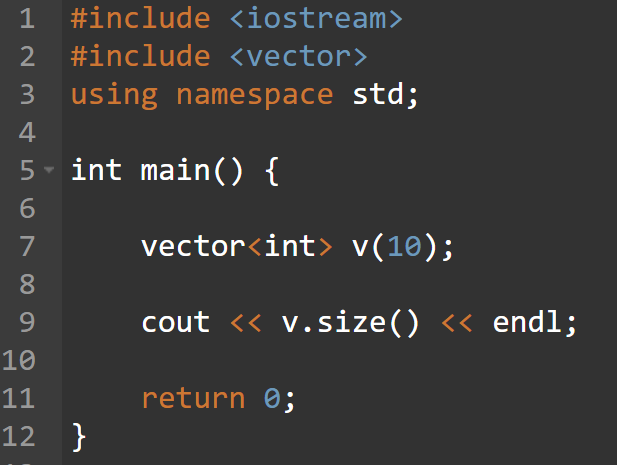 1 #include <iostream>
2 #include <vector>
3 using namespace std;
4
5 int main() {
6
7     vector<int> v(10);
8
9     cout << v.size() << endl;
10
11     return 0;
12 }